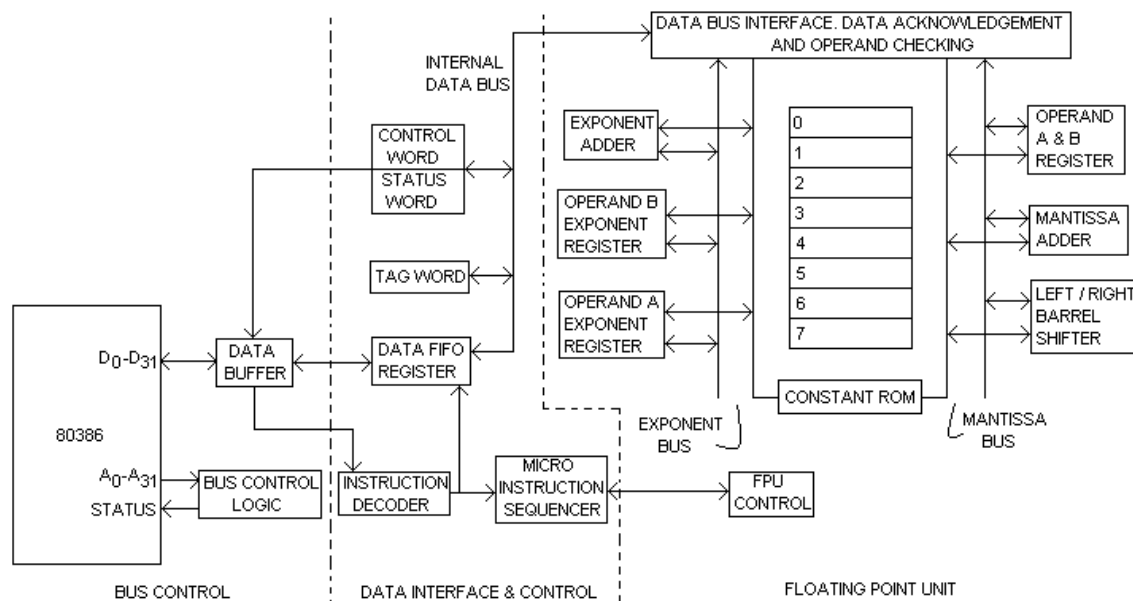 DATA BUS INTERFACE. DATA ACKNOWLEDGEMENT
AND OPERAND CHECKING
INTERNAL
DATA BUS
CONTROL
WORD
STATUS
WORD
TAG WORD
EXPONENT
ADDER
OPERAND B
EXPONENT
REGISTER
OPERAND A
EXPONENT
REGISTER
0
1
2
3
4
5
6
7
OPERAND
A & B
REGISTER
MANTISSA
ADDER
LEFT / RIGHT
BARREL
SHIFTER
CONSTANT ROM
EXPONENT
BUS
MANTISSA
BUS
D0-D31
DATA
BUFFER
DATA FIFO
REGISTER
80386
A0-A31
STATUS
BUS CONTROL
LOGIC
INSTRUCTION
DECODER
MICRO
INSTRUCTION
SEQUENCER
FPU
CONTROL
BUS CONTROL
DATA INTERFACE & CONTROL
FLOATING POINT UNIT